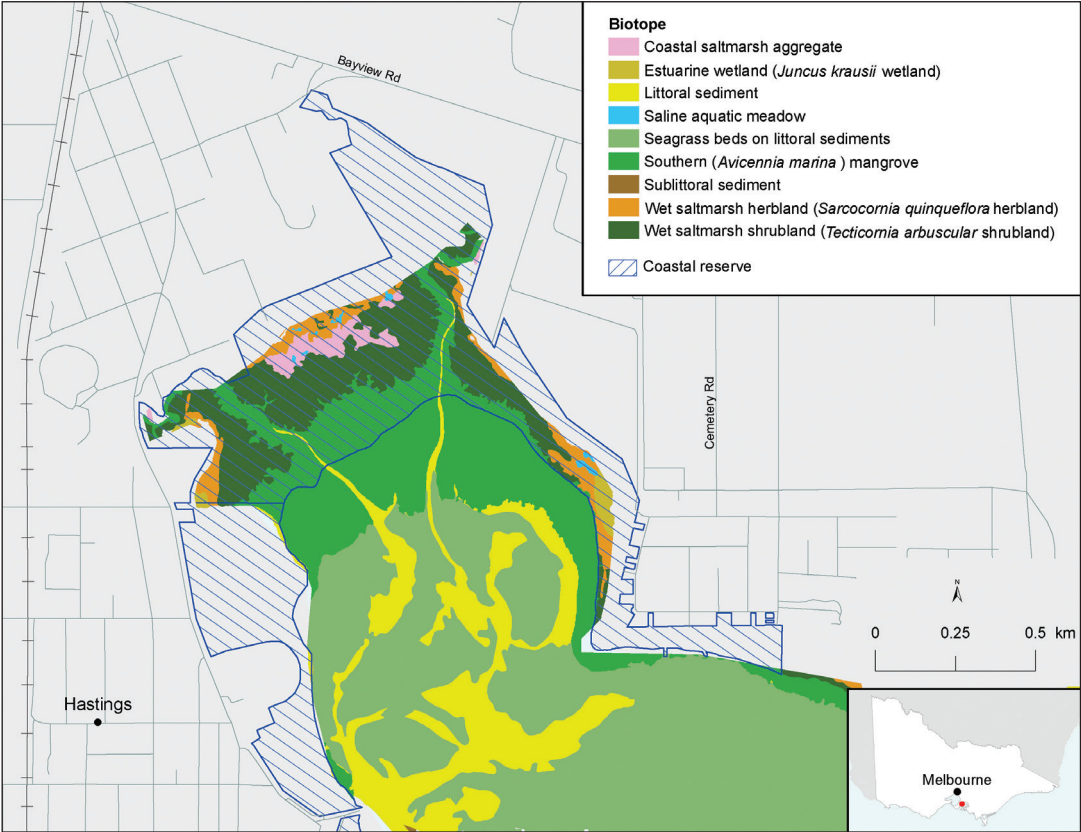 Bayview Rd
Biotope
Coastal saltmarsh aggregate
Estuarine wetland (Juncus krausii wetland)
Littoral sediment
Saline aquatic meadow
Seagrass beds on littoral sediments
Southern (Avicennia marina ) mangrove
Sublittoral sediment
Wet saltmarsh herbland (Sarcocornia quinqueflora herbland)
Wet saltmarsh shrubland (Tecticornia arbuscular shrubland)
Coastal reserve
Cemetery Rd
N
0 0.25 0.5 km
Hastings
Melbourne